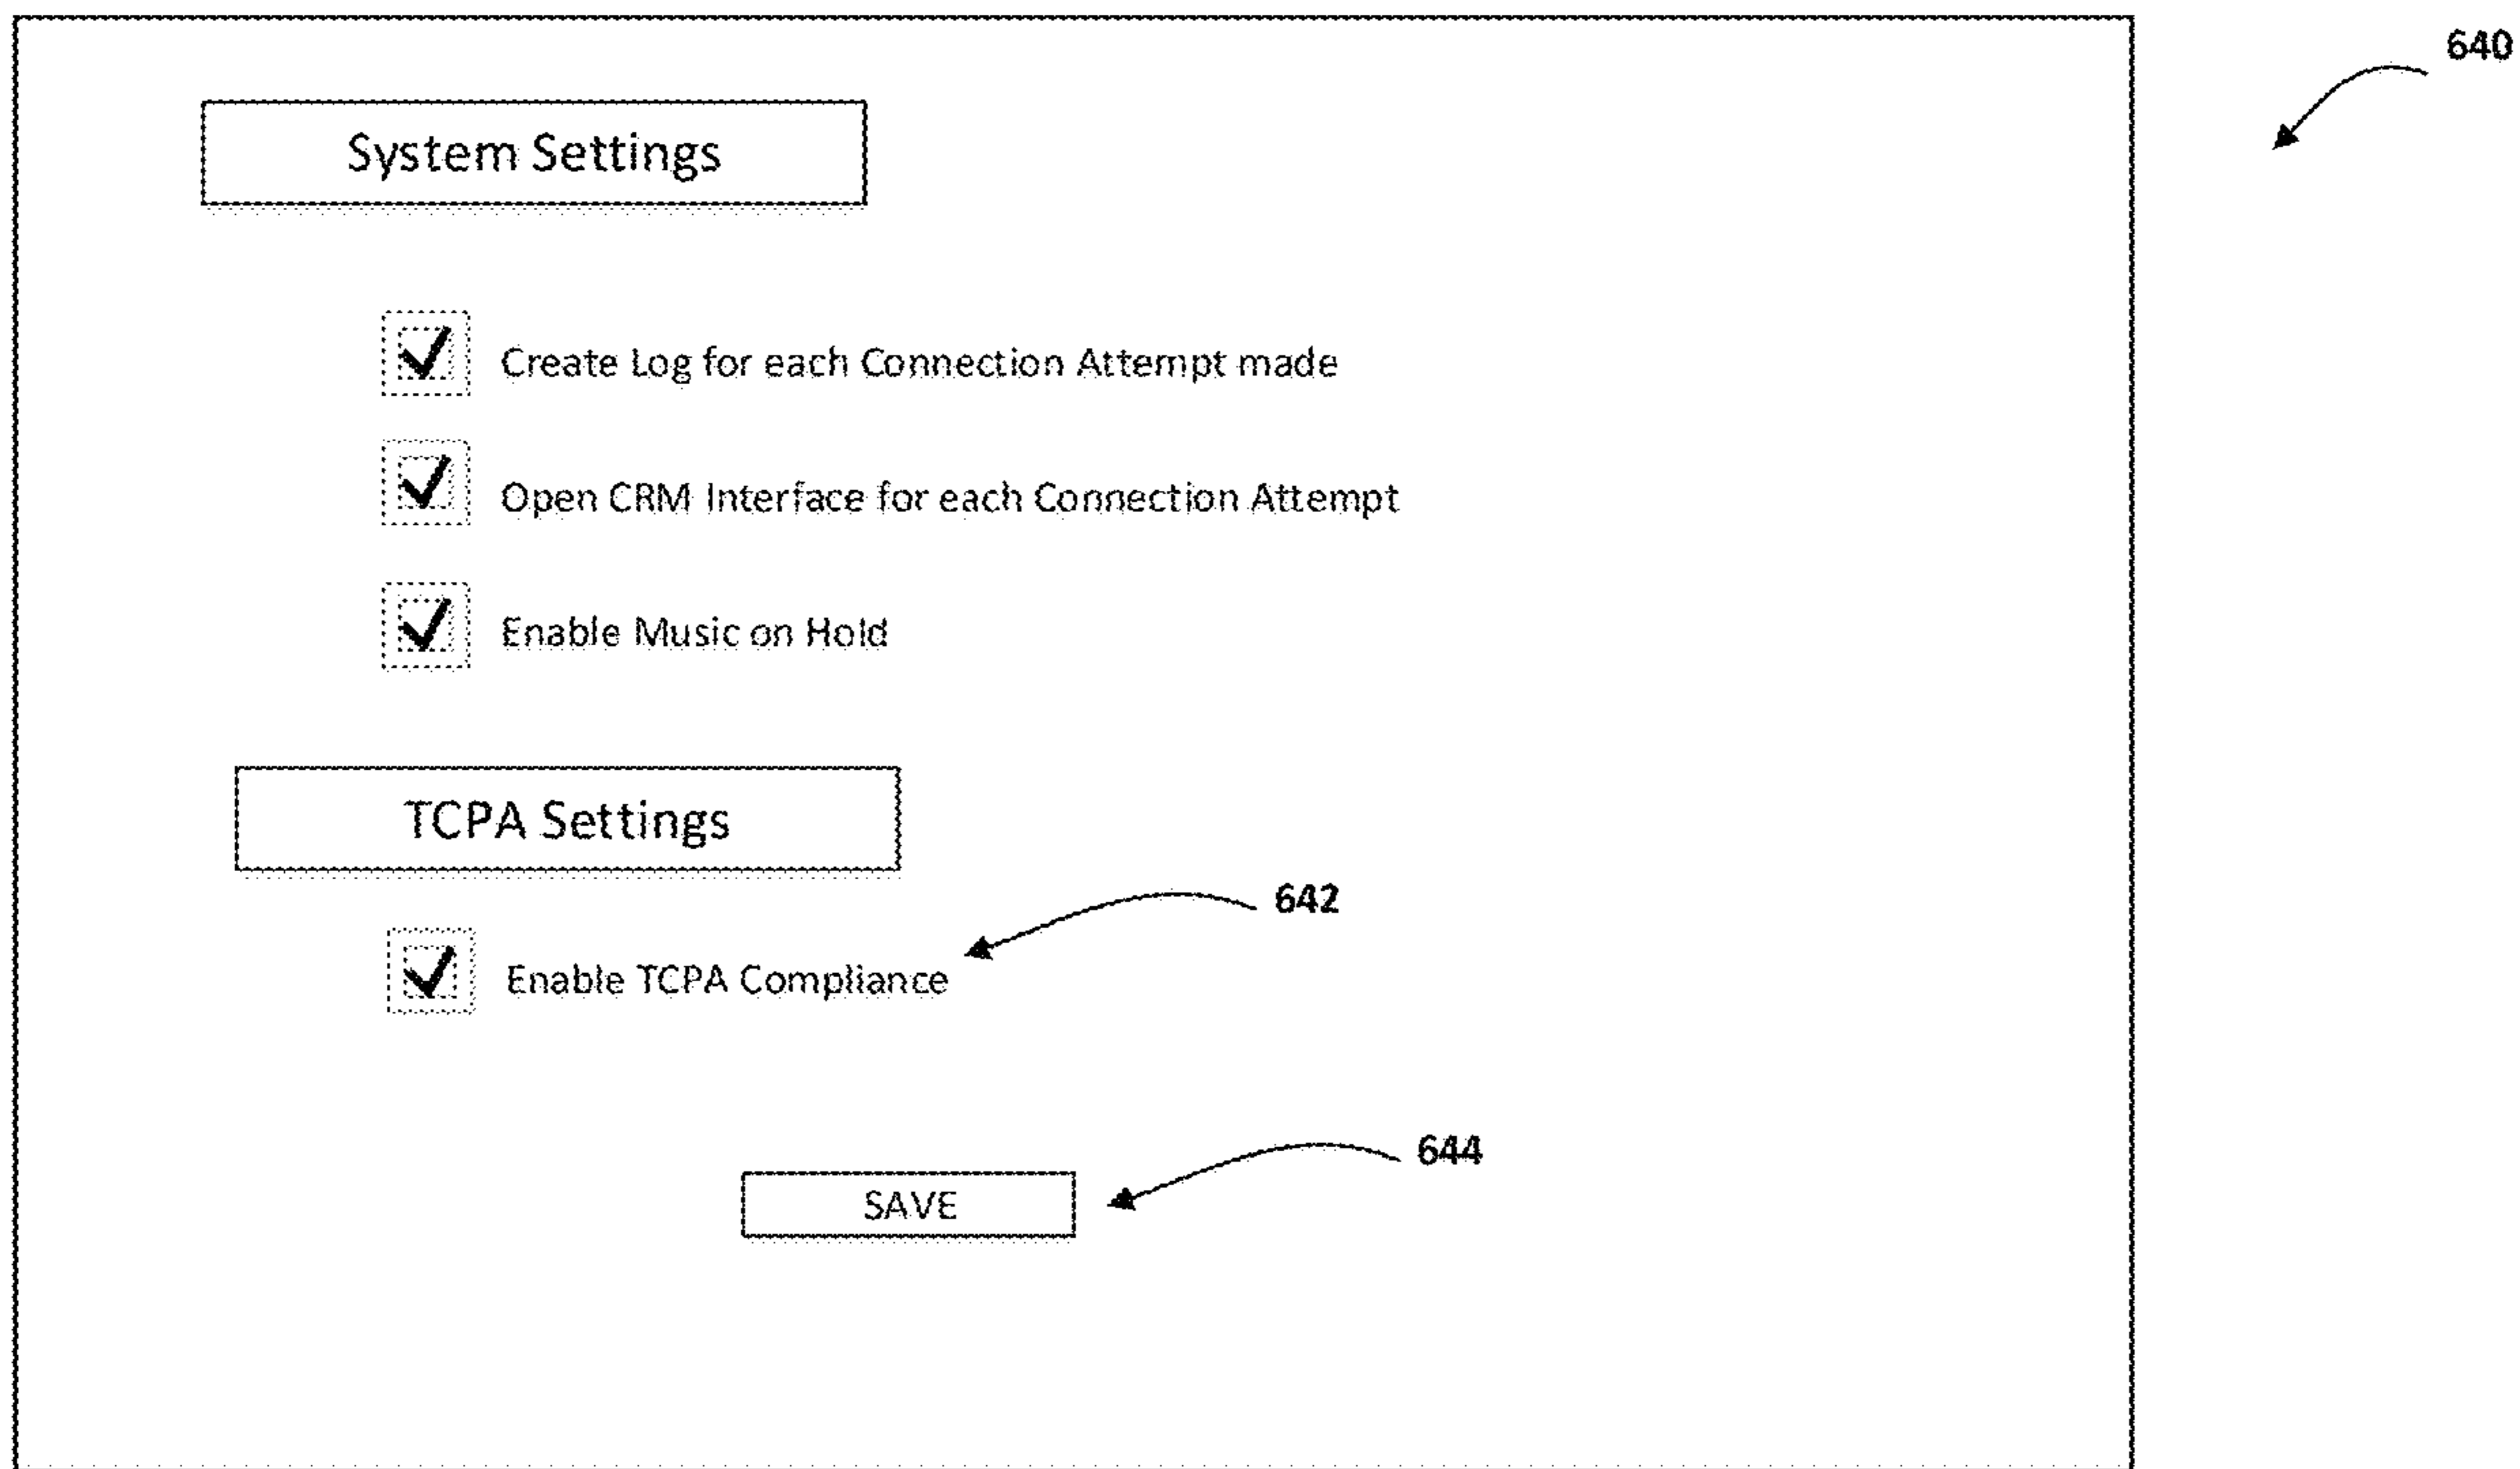 640
System Settings
Create Log for each Connection Attempt made
Open CRM Interface for each Connection Attempt
Enable Music on Hold
TCPA Settings
642
Enable TCPA Compliance
644
SAVE